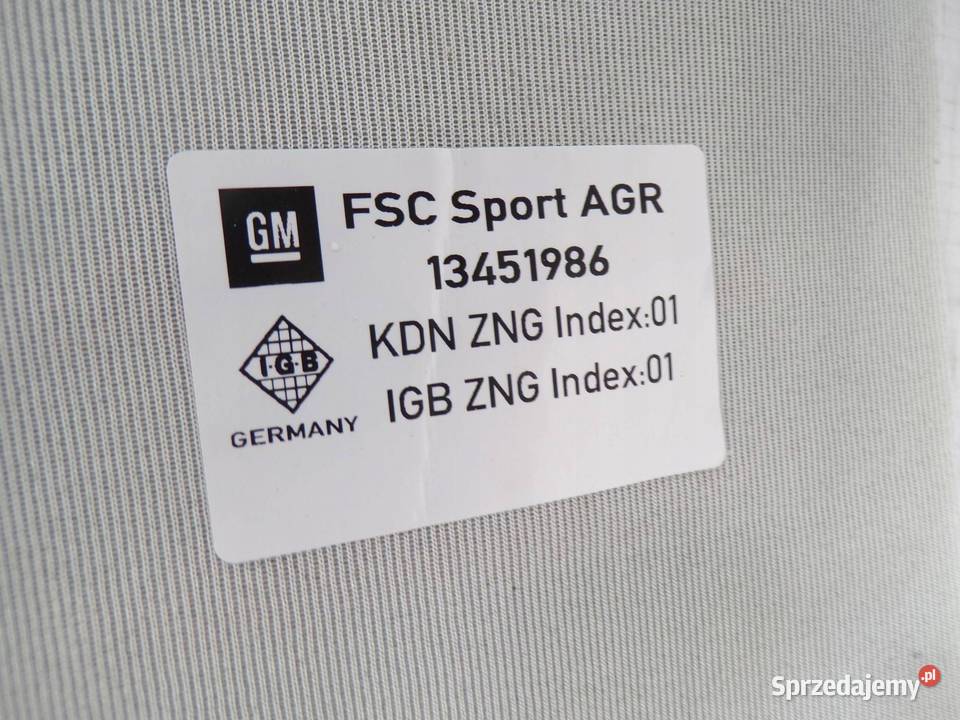 GM
FSC Sport AGR
13451986
KDN ZNG Index:01
I·G·B
IGB ZNG Index:01
GERMANY
Sprzedajemy.pl